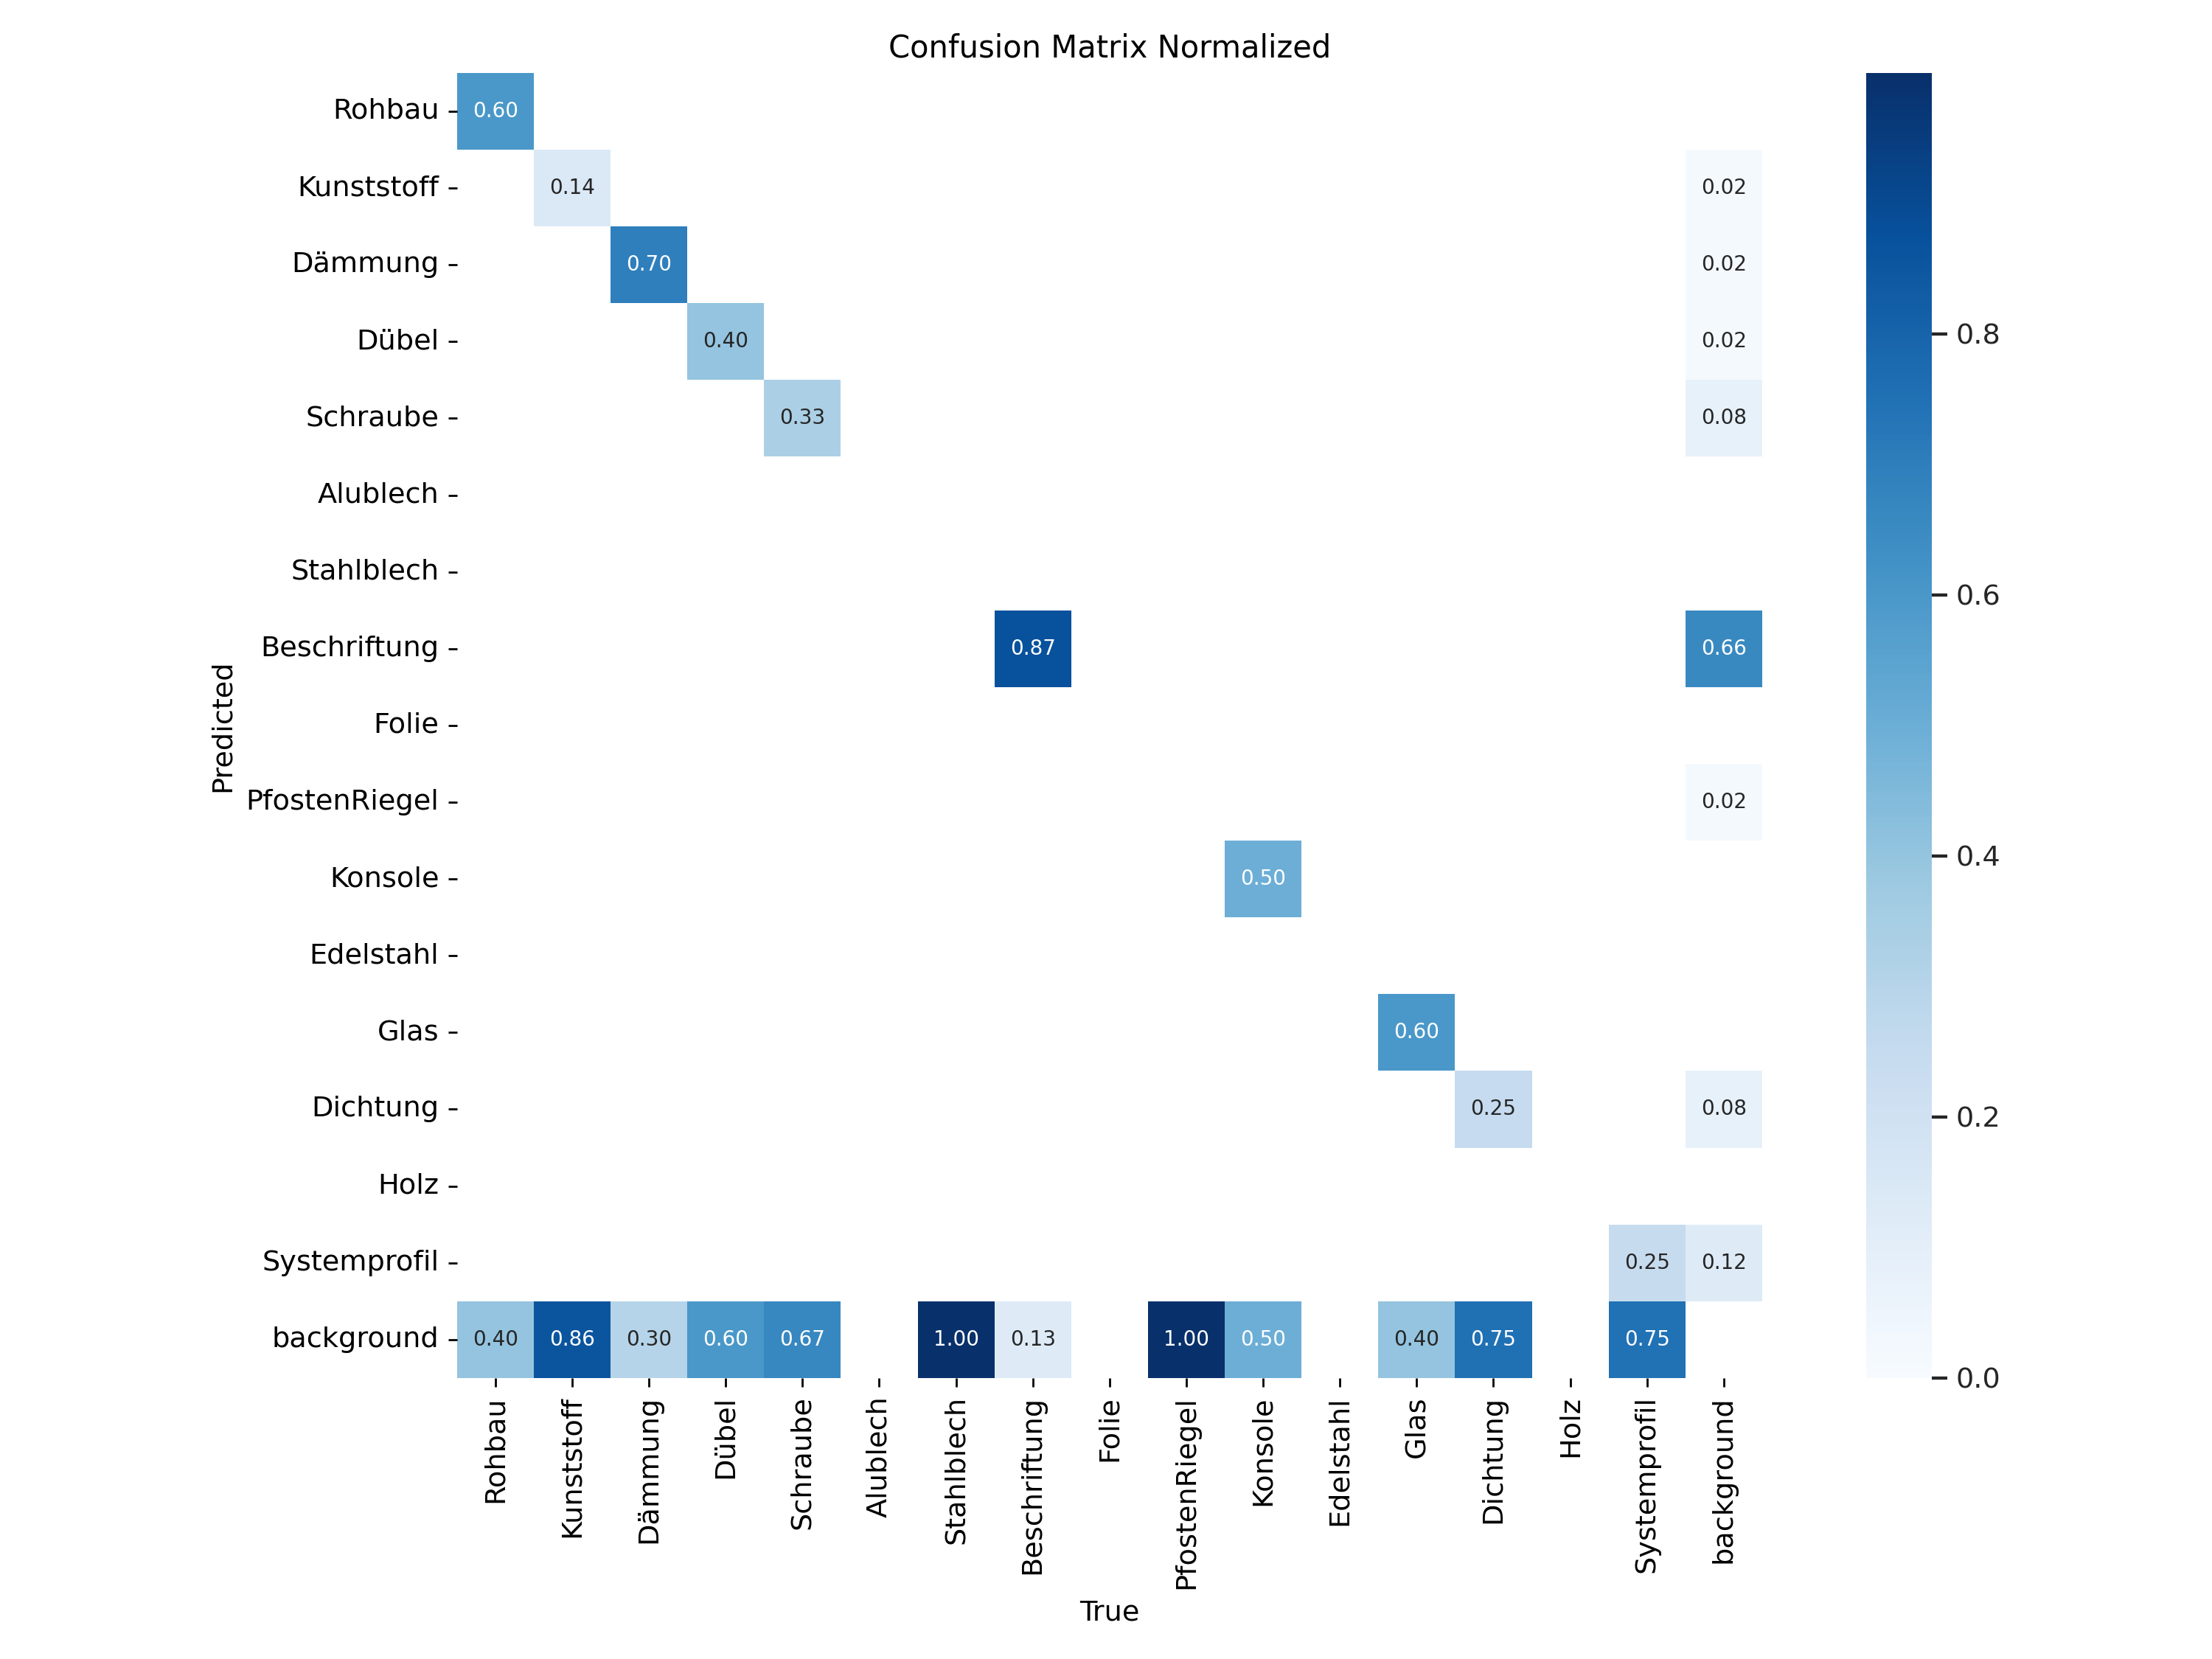 Confusion Matrix Normalized
Rohbau 0.60
Kunststoff 0.14 0.02
Dämmung 0.70 0.02
Dübel 0.40 0.02
Schraube 0.33 0.08
Alublech
Stahlblech
Beschriftung 0.87 0.66
Folie
PfostenRiegel 0.02
Konsole 0.50
Edelstahl
Glas 0.60
Dichtung 0.25 0.08
Holz
Systemprofil 0.25 0.12
background 0.40 0.86 0.30 0.60 0.67 1.00 0.13 1.00 0.50 0.40 0.75 0.75
Predicted
Rohbau
Kunststoff
Dämmung
Dübel
Schraube
Alublech
Stahlblech
Beschriftung
Folie
PfostenRiegel
Konsole
Edelstahl
Glas
Dichtung
Holz
Systemprofil
background
True
0.8
0.6
0.4
0.2
0.0